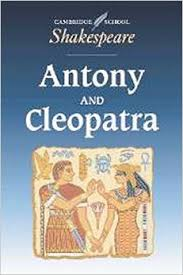 CAMBRIDGE SCHOOL
Shakespeare
Antony
AND
Cleopatra